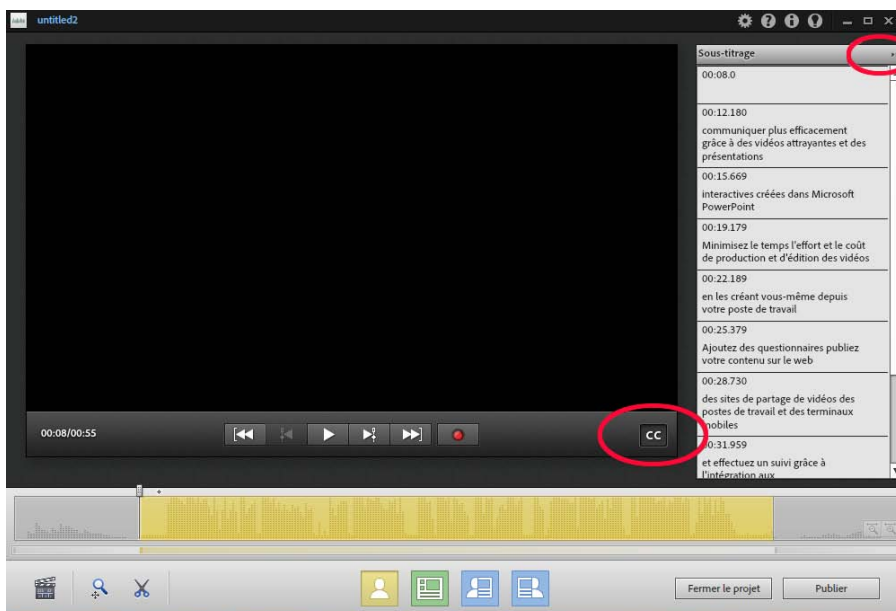 untitled2
Sous-titrage
00:08.0
00:12.180
communiquer plus efficacement
grâce à des vidéos attrayantes et des
présentations
00:15.669
interactives créées dans Microsoft
PowerPoint
00:19.179
Minimisez le temps l'effort et le coût
de production et d'édition des vidéos
00:22.189
en les créant vous-même depuis
votre poste de travail
00:25.379
Ajoutez des questionnaires publiez
votre contenu sur le web
00:28.730
des sites de partage de vidéos des
postes de travail et des terminaux
mobiles
00:31.959
et effectuez un suivi grâce à
l'intégration aux
00:08/00:55
CC
Fermer le projet
Publier